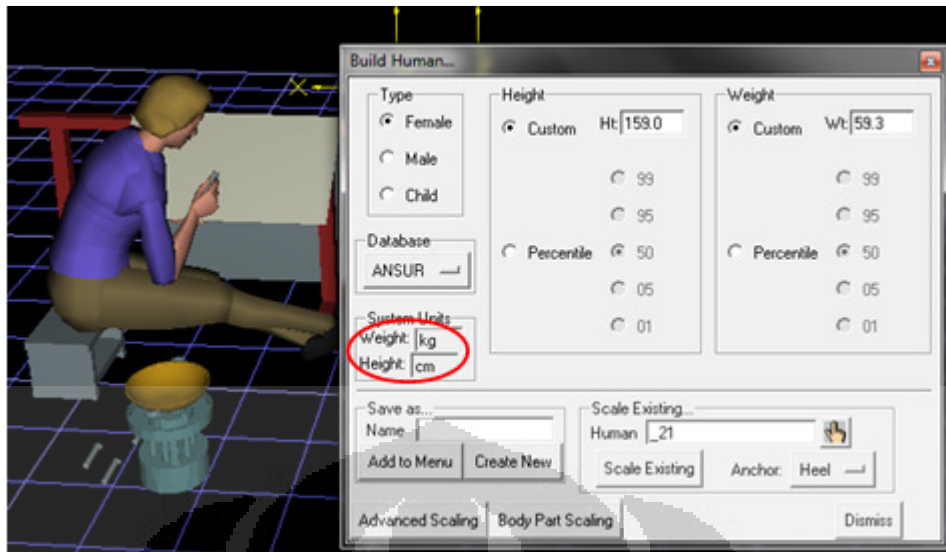 Build Human...
Type
Female
Male
Child
Database
ANSUR
System Units
Weight: kg
Height: cm
Height
Custom Ht: 159.0
99
95
Percentile 50
05
01
Weight
Custom Wt: 59.3
99
95
Percentile 50
05
01
Save as...
Name
Add to Menu Create New
Scale Existing...
Human _21
Scale Existing Anchor: Heel
Advanced Scaling Body Part Scaling Dismiss